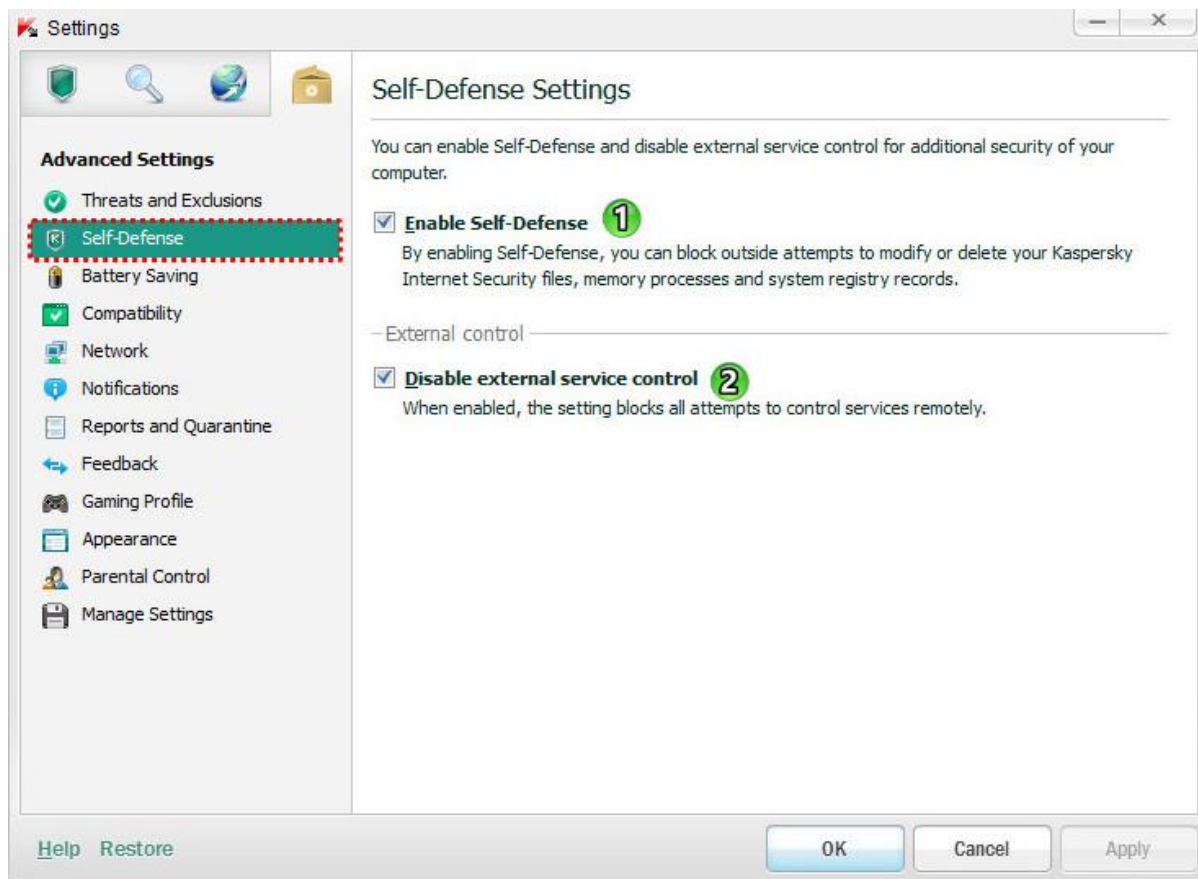 Settings
Self-Defense Settings
You can enable Self-Defense and disable external service control for additional security of your
computer.
Enable Self-Defense 1
By enabling Self-Defense, you can block outside attempts to modify or delete your Kaspersky
Internet Security files, memory processes and system registry records.
External control
Disable external service control 2
When enabled, the setting blocks all attempts to control services remotely.
Advanced Settings
Threats and Exclusions
Self-Defense
Battery Saving
Compatibility
Network
Notifications
Reports and Quarantine
Feedback
Gaming Profile
Appearance
Parental Control
Manage Settings
Help Restore
OK
Cancel
Apply